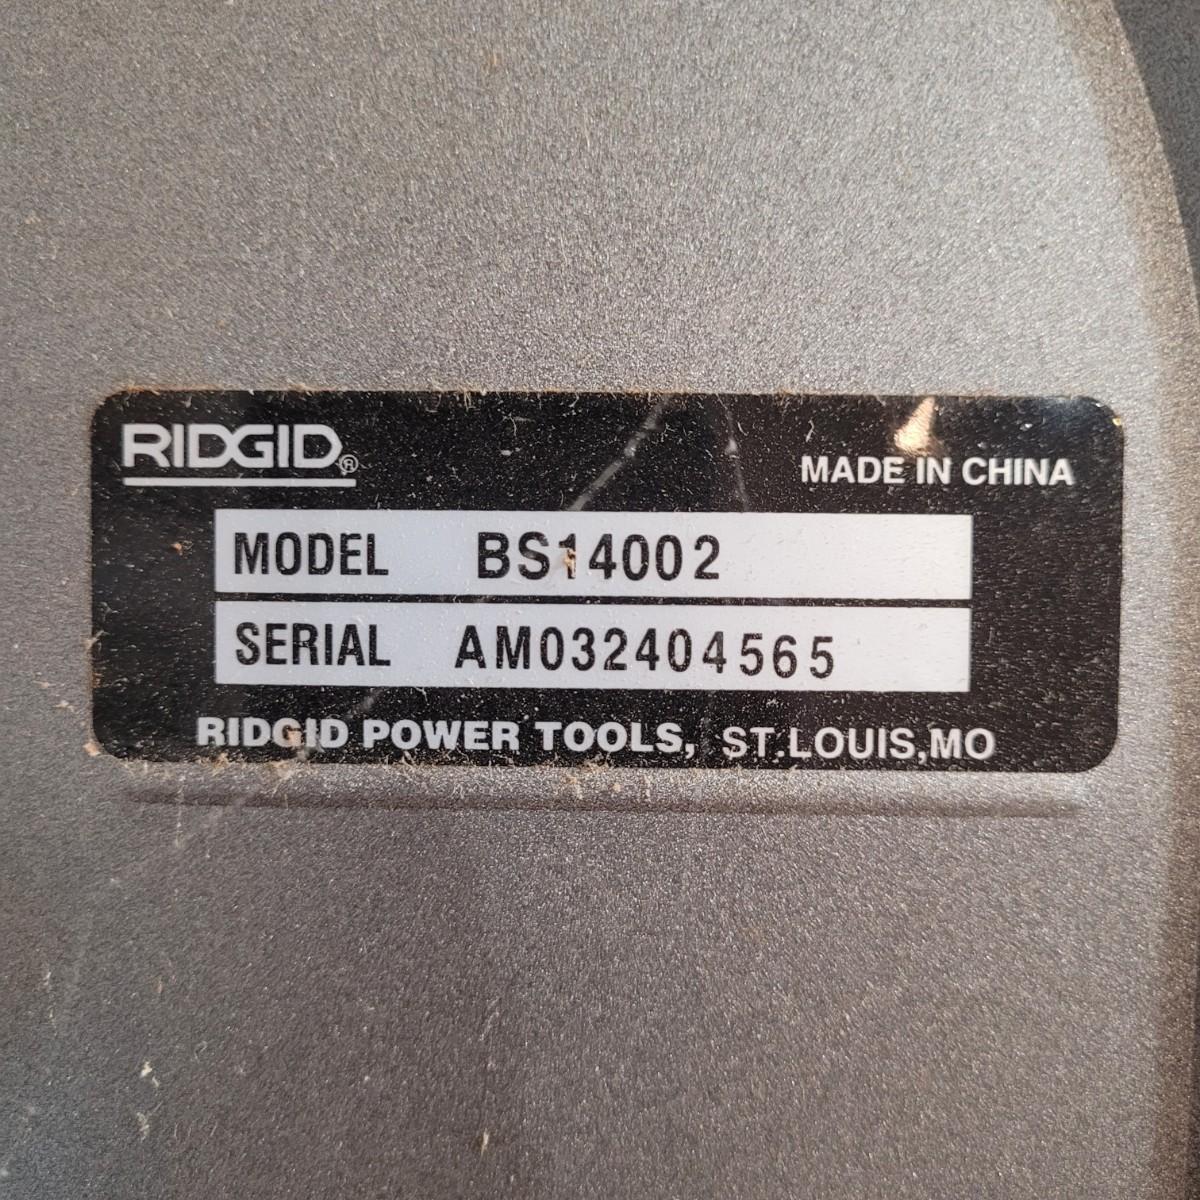 RIDGID®
MADE IN CHINA
MODEL BS14002
SERIAL AM032404565
RIDGID POWER TOOLS, ST.LOUIS,MO